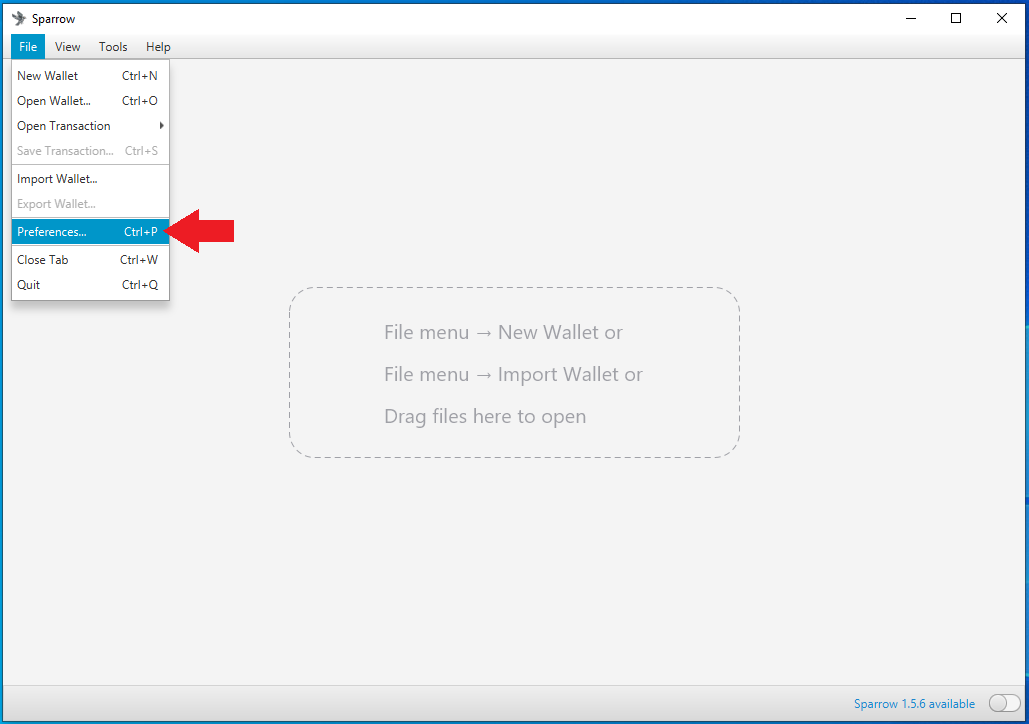 Sparrow
File View Tools Help
New Wallet Ctrl+N
Open Wallet... Ctrl+O
Open Transaction
Save Transaction... Ctrl+S
Import Wallet...
Export Wallet...
Preferences... Ctrl+P
Close Tab Ctrl+W
Quit Ctrl+Q
File menu → New Wallet or
File menu → Import Wallet or
Drag files here to open
Sparrow 1.5.6 available